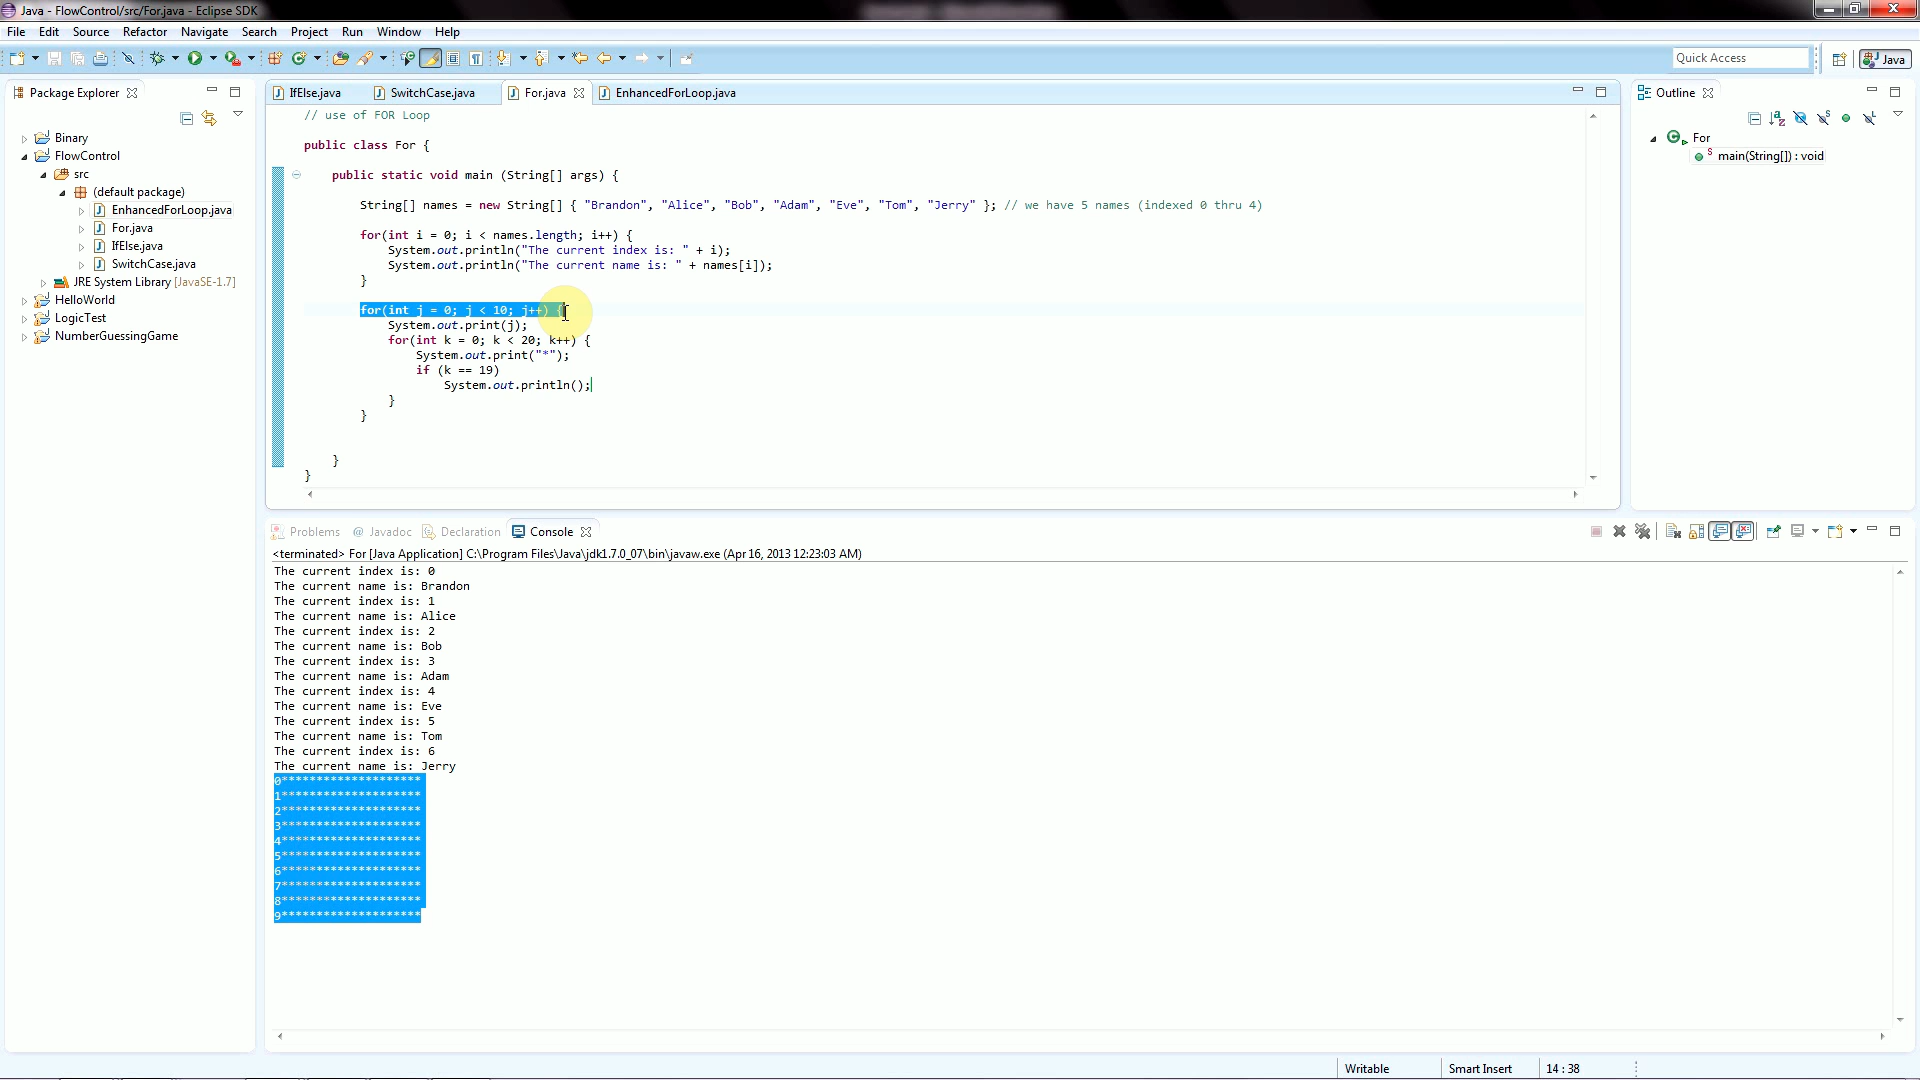 Java - FlowControl/src/For.java - Eclipse SDK
File Edit Source Refactor Navigate Search Project Run Window Help
Quick Access
Java
Package Explorer
IfElse.java SwitchCase.java For.java EnhancedForLoop.java
Outline
Binary
FlowControl
src
(default package)
EnhancedForLoop.java
For.java
IfElse.java
SwitchCase.java
JRE System Library [JavaSE-1.7]
HelloWorld
LogicTest
NumberGuessingGame
// use of FOR Loop
public class For {
public static void main (String[] args) {
String[] names = new String[] { "Brandon", "Alice", "Bob", "Adam", "Eve", "Tom", "Jerry" }; // we have 5 names (indexed 0 thru 4)
for(int i = 0; i < names.length; i++) {
System.out.println("The current index is: " + i);
System.out.println("The current name is: " + names[i]);
}
for(int j = 0; j < 10; j++) {
System.out.print(j);
for(int k = 0; k < 20; k++) {
System.out.print("*");
if (k == 19)
System.out.println();
}
}
}
}
For
main(String[]) : void
Problems @ Javadoc Declaration Console
<terminated> For [Java Application] C:\Program Files\Java\jdk1.7.0_07\bin\javaw.exe (Apr 16, 2013 12:23:03 AM)
The current index is: 0
The current name is: Brandon
The current index is: 1
The current name is: Alice
The current index is: 2
The current name is: Bob
The current index is: 3
The current name is: Adam
The current index is: 4
The current name is: Eve
The current index is: 5
The current name is: Tom
The current index is: 6
The current name is: Jerry
0********************
1********************
2********************
3********************
4********************
5********************
6********************
7********************
8********************
9********************
Writable Smart Insert 14 : 38